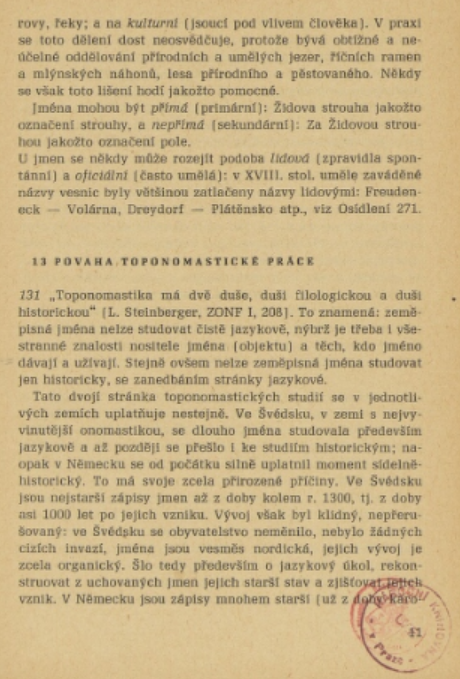 rovy, řeky; a na kulturní (jsoucí pod vlivem člověka). V praxi
se toto dělení dost neosvědčuje, protože bývá obtížné a ne-
účelné oddělování přírodních a umělých jezer, říčních ramen
a mlýnských náhonů, lesa přírodního a pěstovaného. Někdy
se však toto lišení hodí jakožto pomocné.
Jména mohou být přímá (primární): Židova strouha jakožto
označení strouhy, a nepřímá (sekundární): Za Židovou strou-
hou jakožto označení pole.
U jmen se někdy může rozejít podoba lidová (zpravidla spon-
tánní) a oficiální (často umělá): v XVIII. stol. uměle zaváděné
názvy vesnic byly většinou zatlačeny názvy lidovými: Freuden-
eck — Volárna, Dreydorf — Plátěnsko atp., viz Osídlení 271.
13 POVAHA TOPONOMASTICKÉ PRÁCE
131 „Toponomastika má dvě duše, duši filologickou a duši
historickou“ (L. Steinberger, ZONF I, 208). To znamená: země-
pisná jména nelze studovat čistě jazykově, nýbrž je třeba i vše-
stranné znalosti nositele jména (objektu) a těch, kdo jméno
dávají a užívají. Stejně ovšem nelze zeměpisná jména studovat
jen historicky, se zanedbáním stránky jazykové.
Tato dvojí stránka toponomastických studií se v jednotli-
vých zemích uplatňuje nestejně. Ve Švédsku, v zemi s nejvy-
vinutější onomastikou, se dlouho jména studovala především
jazykově a až později se přešlo i ke studiím historickým; na-
opak v Německu se od počátku silně uplatnil moment sídelně-
historický. To má svoje zcela přirozené příčiny. Ve Švédsku
jsou nejstarší zápisy jmen až z doby kolem r. 1300, tj. z doby
asi 1000 let po jejich vzniku. Vývoj však byl klidný, nepřeru-
šovaný: ve Švédsku se obyvatelstvo neměnilo, nebylo žádných
cizích invazí, jména jsou vesměs nordická, jejich vývoj je
zcela organický. Šlo tedy především o jazykový úkol, rekon-
struovat z uchovaných jmen jejich starší stav a zjišťovat jejich
vznik. V Německu jsou zápisy mnohem starší (už z doby karo-
51